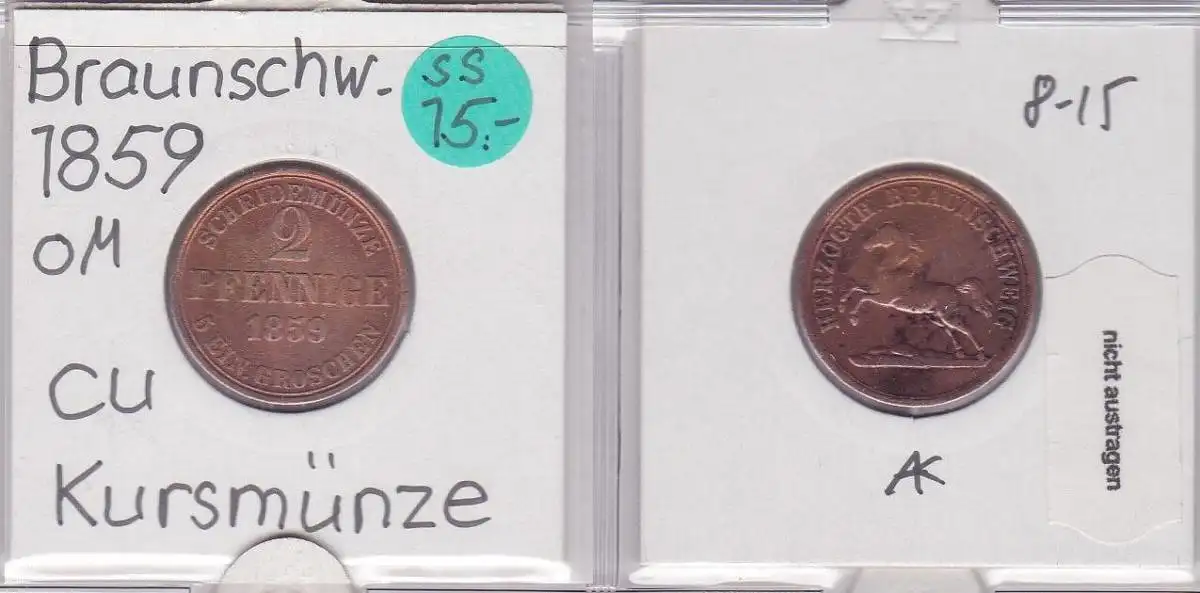 Braunschw.
1859
oM
CU
Kursmünze
SS
15.-
SCHEIDEMÜNZE
2
PFENNIGE
1859
5 EIN GROSCHEN
8-15
HERZOGTH. BRAUNSCHWEIG
AK
nicht austragen